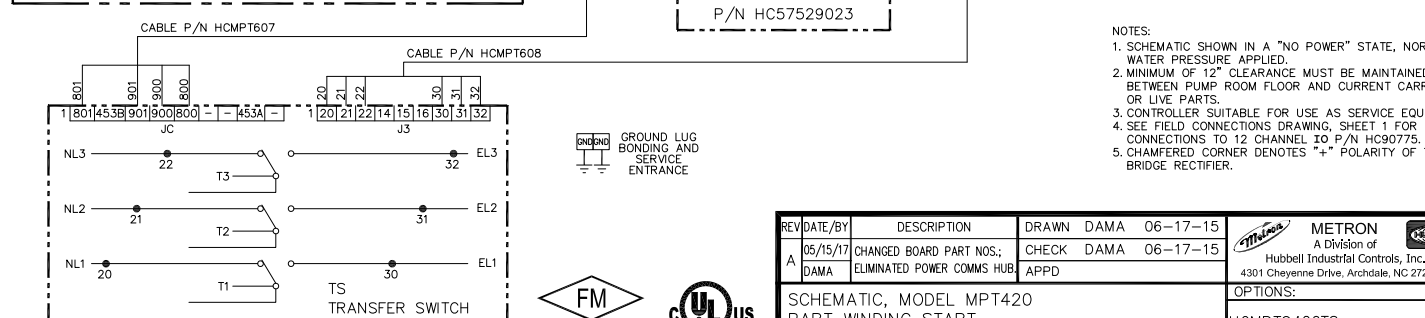 P/N HC57529023
CABLE P/N HCMPT607
CABLE P/N HCMPT608
801
901
900
800
20
21
22
30
31
32
1 801 453B 901 900 800 - - 453A -
JC
1 20 21 22 14 15 16 30 31 32
J3
NL3
22
T3
32
EL3
NL2
21
T2
31
EL2
NL1
20
T1
30
EL1
TS
TRANSFER SWITCH
GND GND
GROUND LUG
BONDING AND
SERVICE
ENTRANCE
FM
C UL US
NOTES:
1. SCHEMATIC SHOWN IN A "NO POWER" STATE,
WATER PRESSURE APPLIED.
2. MINIMUM OF 12" CLEARANCE MUST BE
BETWEEN PUMP ROOM FLOOR AND CURRENT
OR LIVE PARTS.
3. CONTROLLER SUITABLE FOR USE AS SERVICE
4. SEE FIELD CONNECTIONS DRAWING, SHEET 1 FOR
CONNECTIONS TO 12 CHANNEL IO P/N HC90775.
5. CHAMFERED CORNER DENOTES "+" POLARITY OF
BRIDGE RECTIFIER.
REV DATE/BY DESCRIPTION
A 05/15/17 CHANGED BOARD PART NOS.;
DAMA ELIMINATED POWER COMMS HUB.
DRAWN DAMA 06-17-15
CHECK DAMA 06-17-15
APPD
Metron
METRON
A Division of
Hubbell Industrial Controls, Inc.
4301 Cheyenne Drive, Archdale, NC
SCHEMATIC, MODEL MPT420
PART WINDING START
OPTIONS: